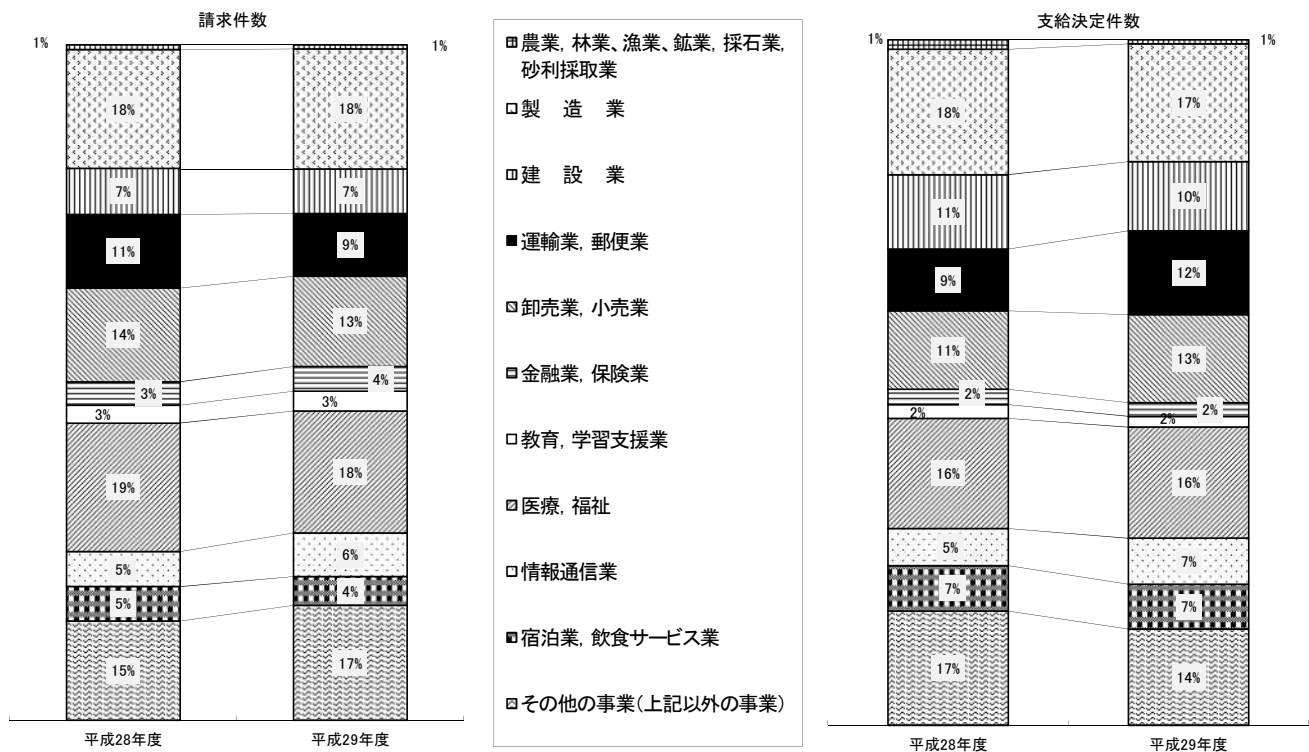 請求件数
1%
1%
18%
18%
7%
7%
11%
9%
14%
13%
3%
4%
3%
3%
19%
18%
5%
6%
5%
4%
15%
17%
平成28年度
平成29年度
農業, 林業、漁業、鉱業, 採石業,
砂利採取業
製 造 業
建 設 業
運輸業, 郵便業
卸売業, 小売業
金融業, 保険業
教育, 学習支援業
医療, 福祉
情報通信業
宿泊業, 飲食サービス業
その他の事業(上記以外の事業)
支給決定件数
1%
1%
18%
17%
11%
10%
9%
12%
11%
13%
2%
2%
2%
2%
16%
16%
5%
7%
7%
7%
17%
14%
平成28年度
平成29年度